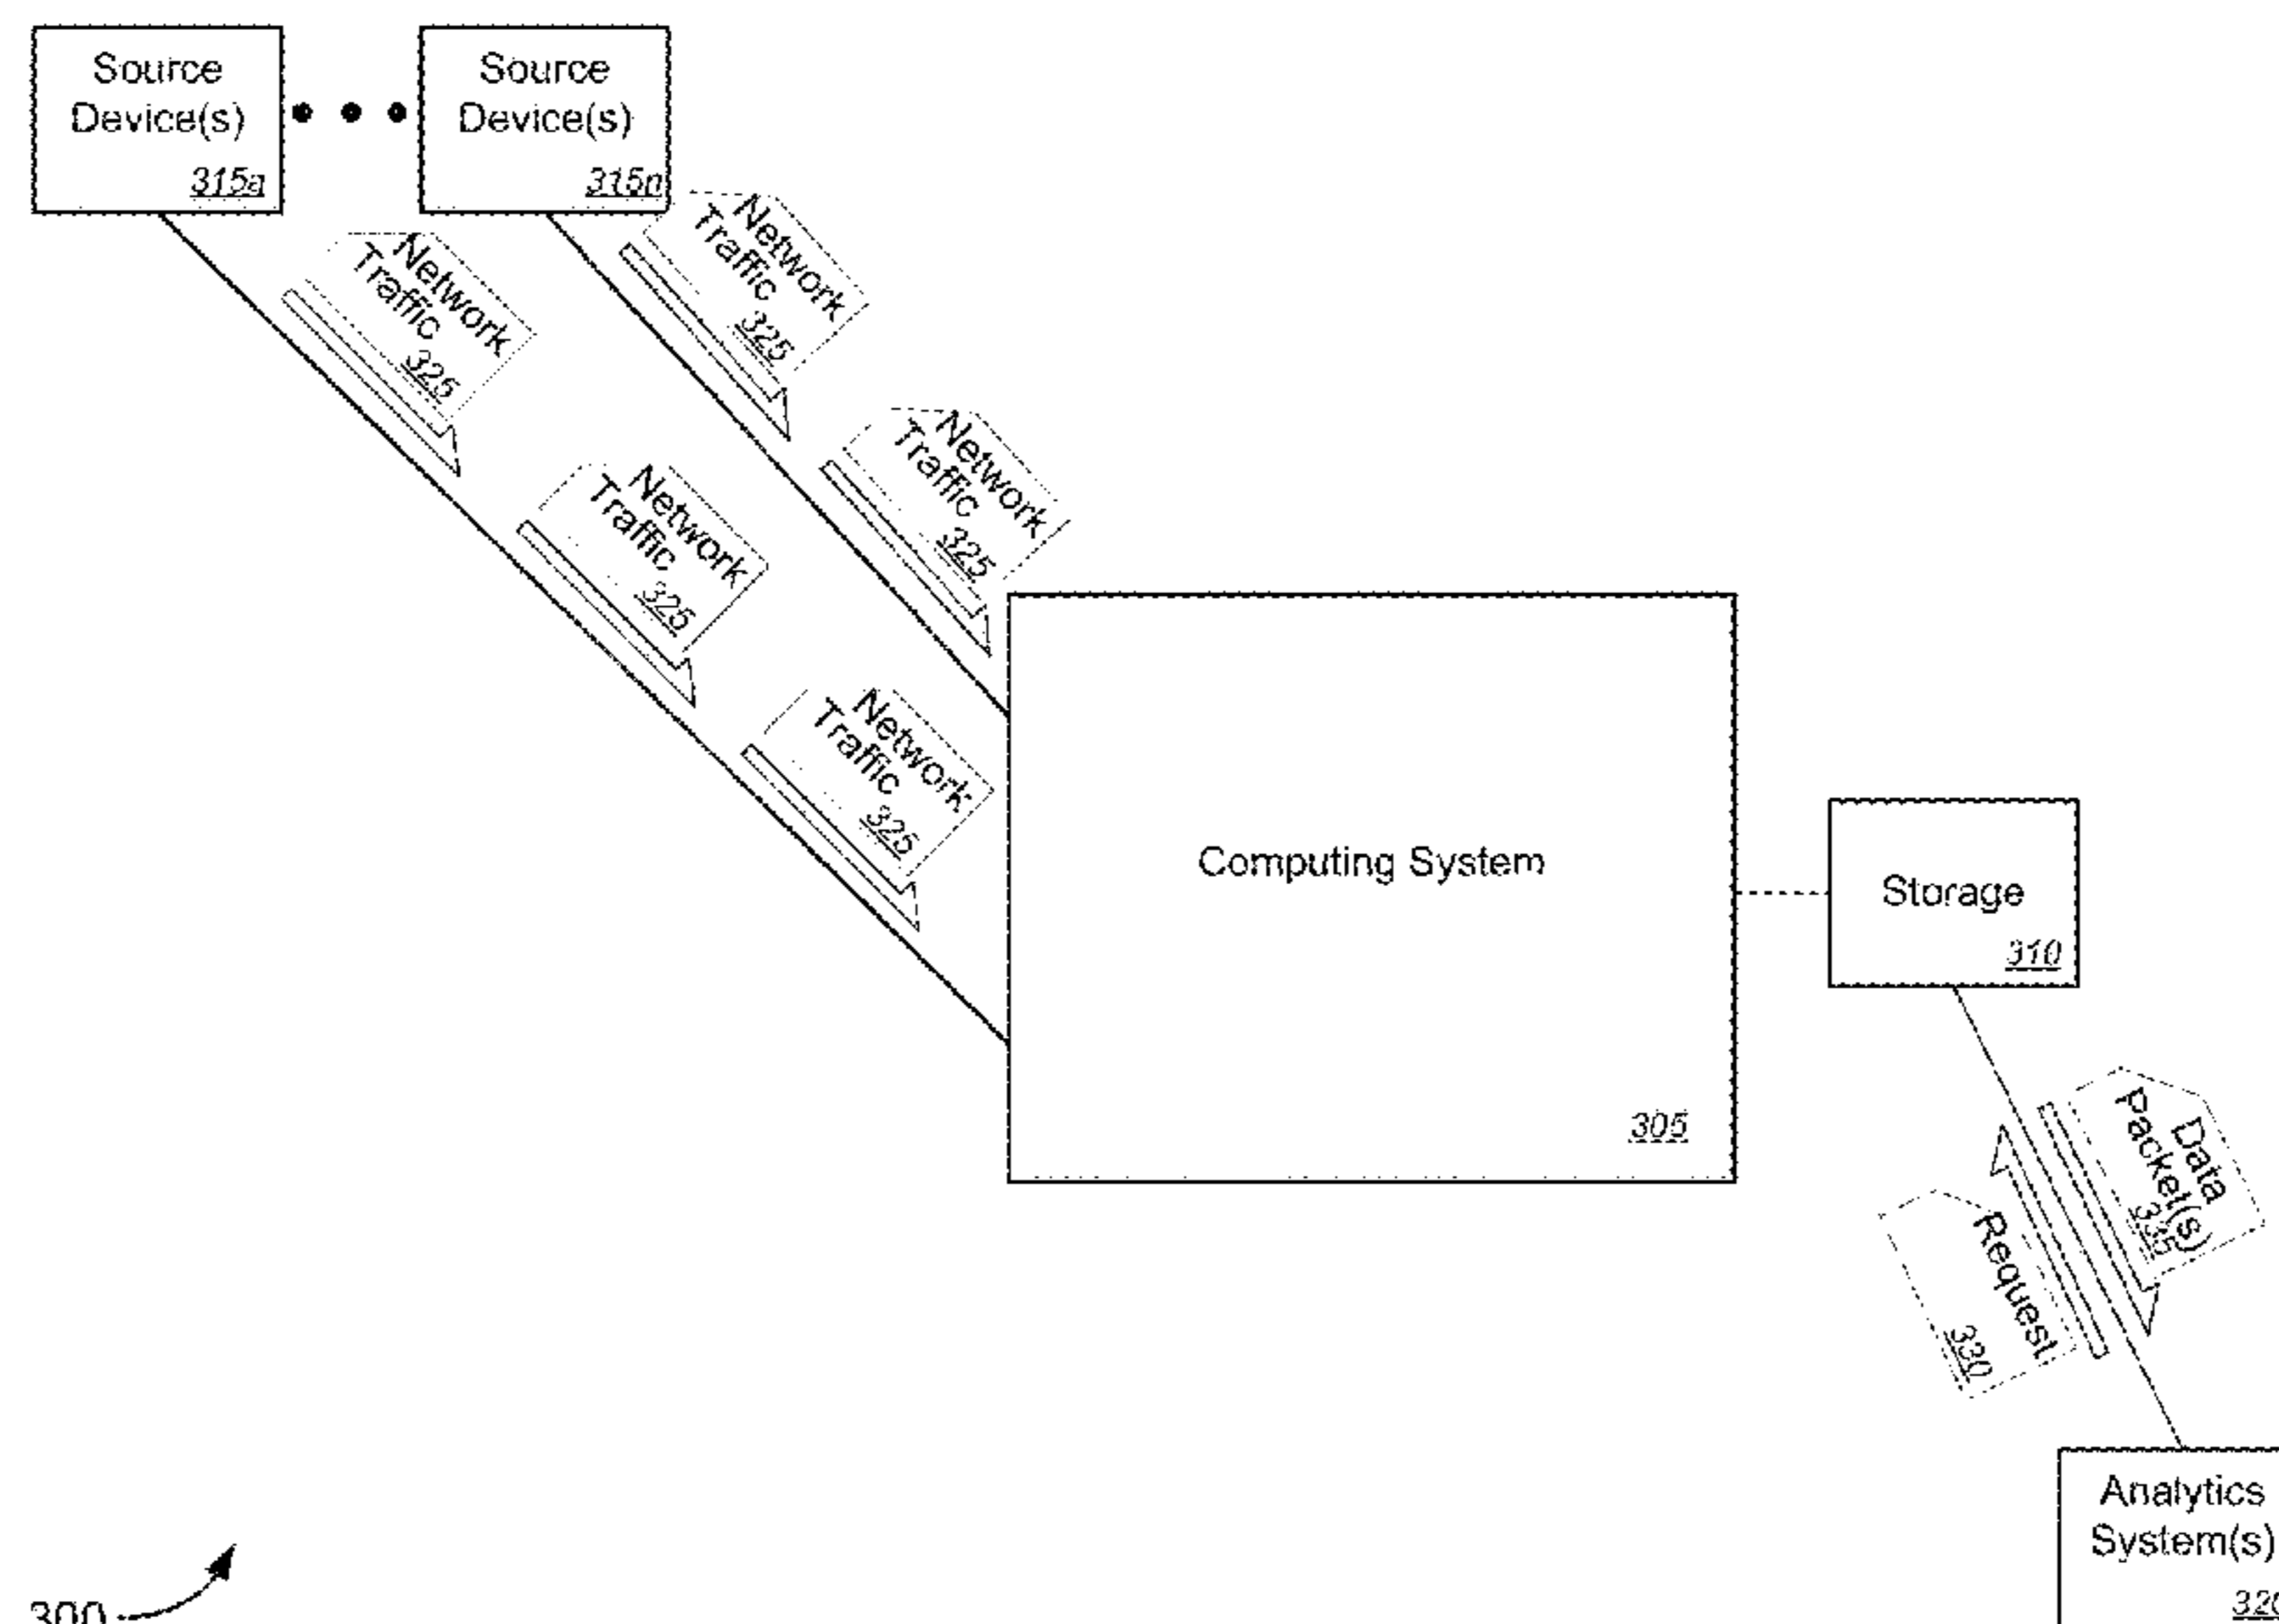 Source
Device(s)
315a
Source
Device(s)
315n
Network
Traffic
325
Network
Traffic
325
Network
Traffic
325
Network
Traffic
325
Network
Traffic
325
Computing System
305
Storage
310
Data
Packet(s)
335
Request
330
Analytics
System(s)
320
300